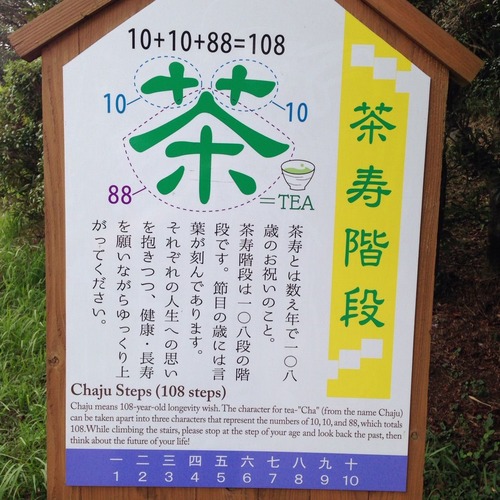 10+10+88=108
茶
10
10
88
=TEA
茶寿階段
茶寿とは数え年で一〇八
歳のお祝いのこと。
茶寿階段は一〇八段の階
段です。節目の歳には言
葉が刻んであります。
それぞれの人生への思い
を抱きつつ、健康・長寿
を願いながらゆっくり上
がってください。
Chaju Steps (108 steps)
Chaju means 108-year-old longevity wish. The character for tea-"Cha" (from the name Chaju)
can be taken apart into three characters that represent the numbers of 10, 10, and 88, which totals
108.While climbing the stairs, please stop at the step of your age and look back the past, then
think about the future of your life!
一 二 三 四 五 六 七 八 九 十
1 2 3 4 5 6 7 8 9 10